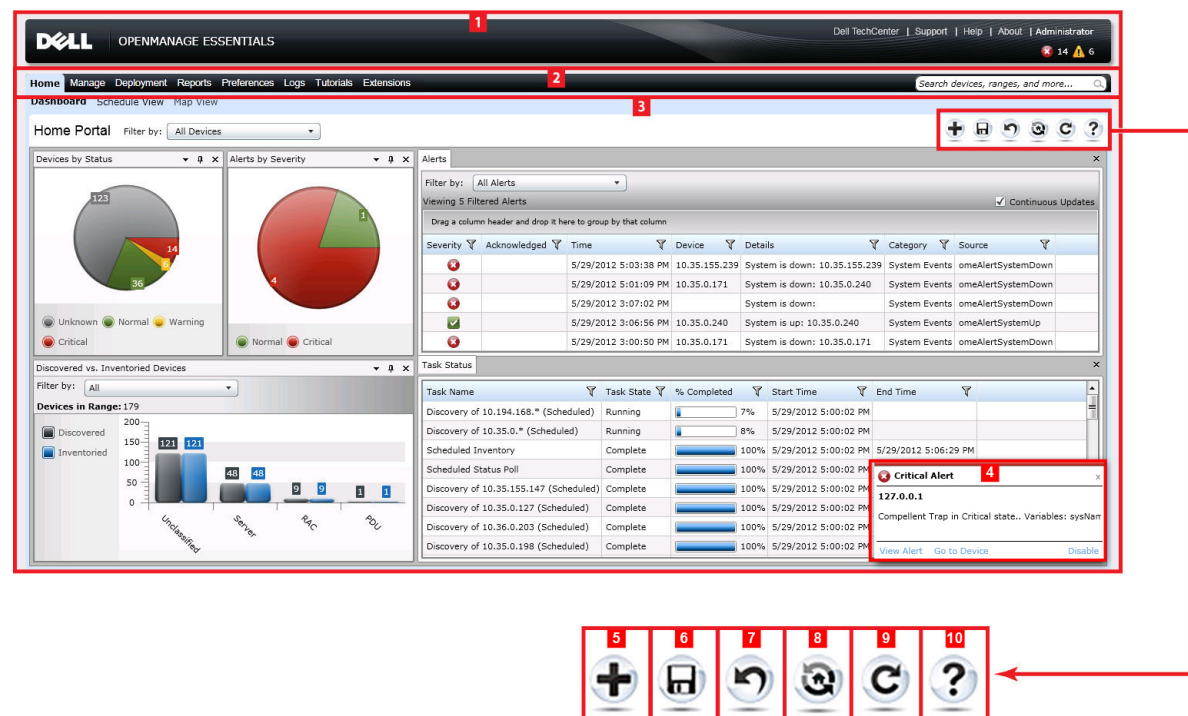 1
DELL OPENMANAGE ESSENTIALS
Dell TechCenter | Support | Help | About | Administrator
14 6
Home Manage Deployment Reports Preferences Logs Tutorials Extensions
2
Search devices, ranges, and more...
Dashboard Schedule View Map View
3
Home Portal Filter by: All Devices
Devices by Status
123
14
6
36
Unknown Normal Warning
Critical
Alerts by Severity
1
4
Normal Critical
Alerts
Filter by: All Alerts
Viewing 5 Filtered Alerts
Continuous Updates
Drag a column header and drop it here to group by that column
Severity Acknowledged Time Device Details Category Source
5/29/2012 5:03:38 PM 10.35.155.239 System is down: 10.35.155.239 System Events omeAlertSystemDown
5/29/2012 5:01:09 PM 10.35.0.171 System is down: 10.35.0.240 System Events omeAlertSystemDown
5/29/2012 3:07:02 PM System is down: System Events omeAlertSystemDown
5/29/2012 3:06:56 PM 10.35.0.240 System is up: 10.35.0.240 System Events omeAlertSystemUp
5/29/2012 3:00:50 PM 10.35.0.171 System is down: 10.35.0.171 System Events omeAlertSystemDown
Discovered vs. Inventoried Devices
Filter by: All
Devices in Range: 179
Discovered
Inventoried
200
150
100
50
0
121 121
48 48
9 9
1 1
Unclassified
Server
RAC
PDU
Task Status
Task Name Task State % Completed Start Time End Time
Discovery of 10.194.168.* (Scheduled) Running 7% 5/29/2012 5:00:02 PM
Discovery of 10.35.0.* (Scheduled) Running 8% 5/29/2012 5:00:02 PM
Scheduled Inventory Complete 100% 5/29/2012 5:00:02 PM 5/29/2012 5:06:29 PM
Scheduled Status Poll Complete 100% 5/29/2012 5:00:02 PM
Discovery of 10.35.155.147 (Scheduled) Complete 100% 5/29/2012 5:00:02 PM
Discovery of 10.35.0.127 (Scheduled) Complete 100% 5/29/2012 5:00:02 PM
Discovery of 10.36.0.203 (Scheduled) Complete 100% 5/29/2012 5:00:02 PM
Discovery of 10.35.0.198 (Scheduled) Complete 100% 5/29/2012 5:00:02 PM
Critical Alert
4
x
127.0.0.1
Compellent Trap in Critical state.. Variables: sysNam
View Alert Go to Device Disable
5 6 7 8 9 10